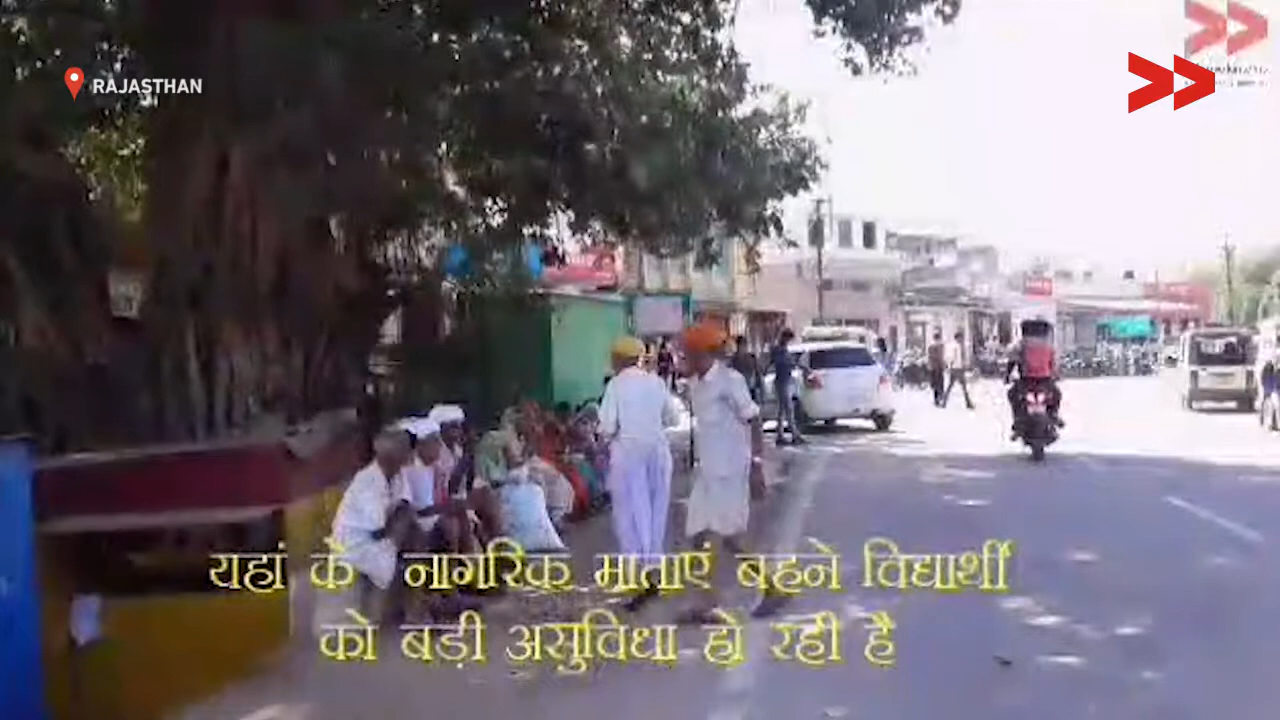 RAJASTHAN
यहां के नागरिक माताएं बहने विद्यार्थी
को बड़ी असुविधा हो रही है